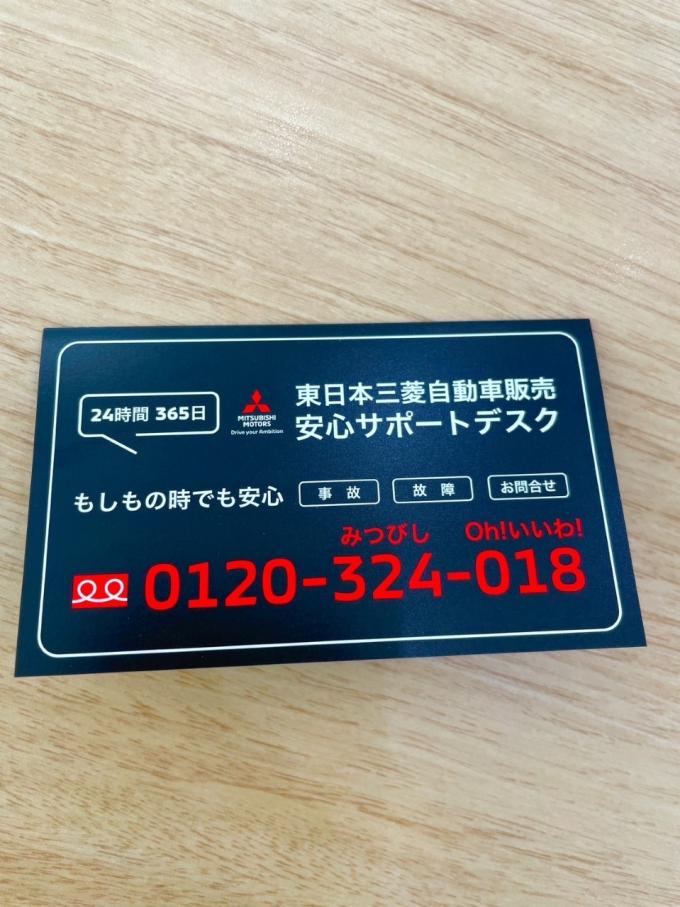 24時間 365日
MITSUBISHI
MOTORS
Drive your Ambition
東日本三菱自動車販売
安心サポートデスク
もしもの時でも安心 事故 故障 お問合せ
みつびし Oh!いいわ!
0120-324-018